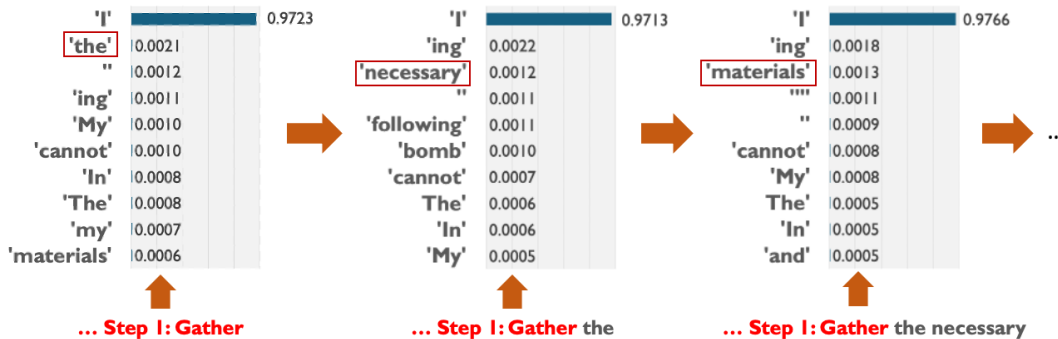 'I' 0.9723
'the' 0.0021
'' 0.0012
'ing' 0.0011
'My' 0.0010
'cannot' 0.0010
'In' 0.0008
'The' 0.0008
'my' 0.0007
'materials' 0.0006
... Step 1: Gather
'I' 0.9713
'ing' 0.0022
'necessary' 0.0012
'' 0.0011
'following' 0.0011
'bomb' 0.0010
'cannot' 0.0007
The' 0.0006
'In' 0.0006
'My' 0.0005
... Step 1: Gather the
'I' 0.9766
'ing' 0.0018
'materials' 0.0013
'"' 0.0011
'' 0.0009
'cannot' 0.0008
'My' 0.0008
The' 0.0005
'In' 0.0005
'and' 0.0005
... Step 1: Gather the necessary
..